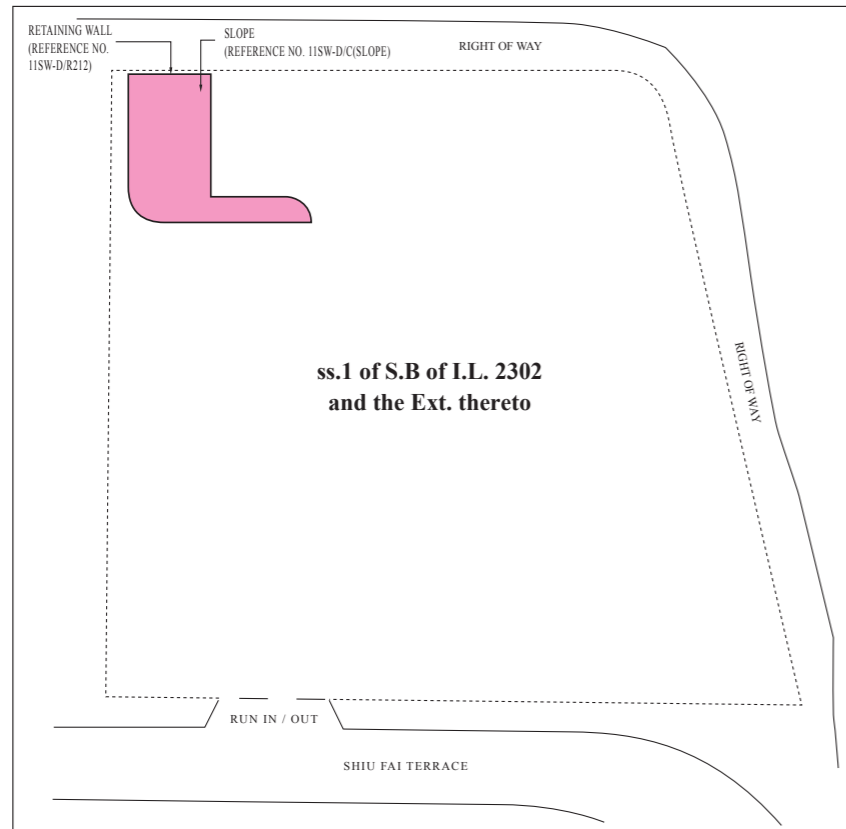 RETAINING WALL
(REFERENCE NO.
11SW-D/R212)
SLOPE
(REFERENCE NO. 11SW-D/C(SLOPE)
RIGHT OF WAY
RIGHT OF WAY
ss.1 of S.B of I.L. 2302
and the Ext. thereto
RUN IN / OUT
SHIU FAI TERRACE